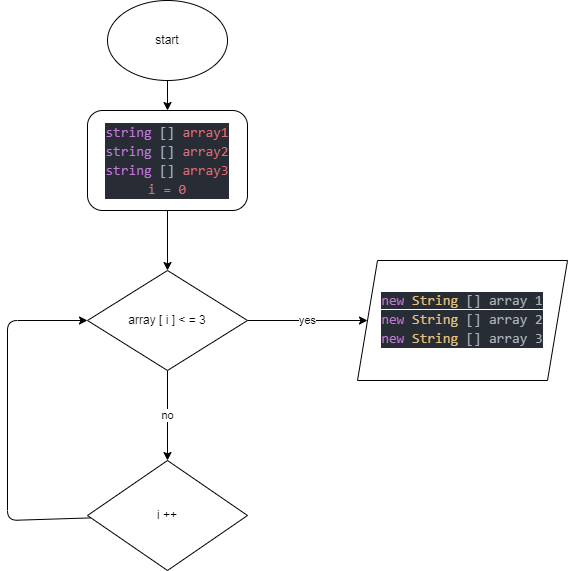 start
string [] array1
string [] array2
string [] array3
i = 0
array [ i ] < = 3
yes
new String [] array 1
new String [] array 2
new String [] array 3
no
i ++